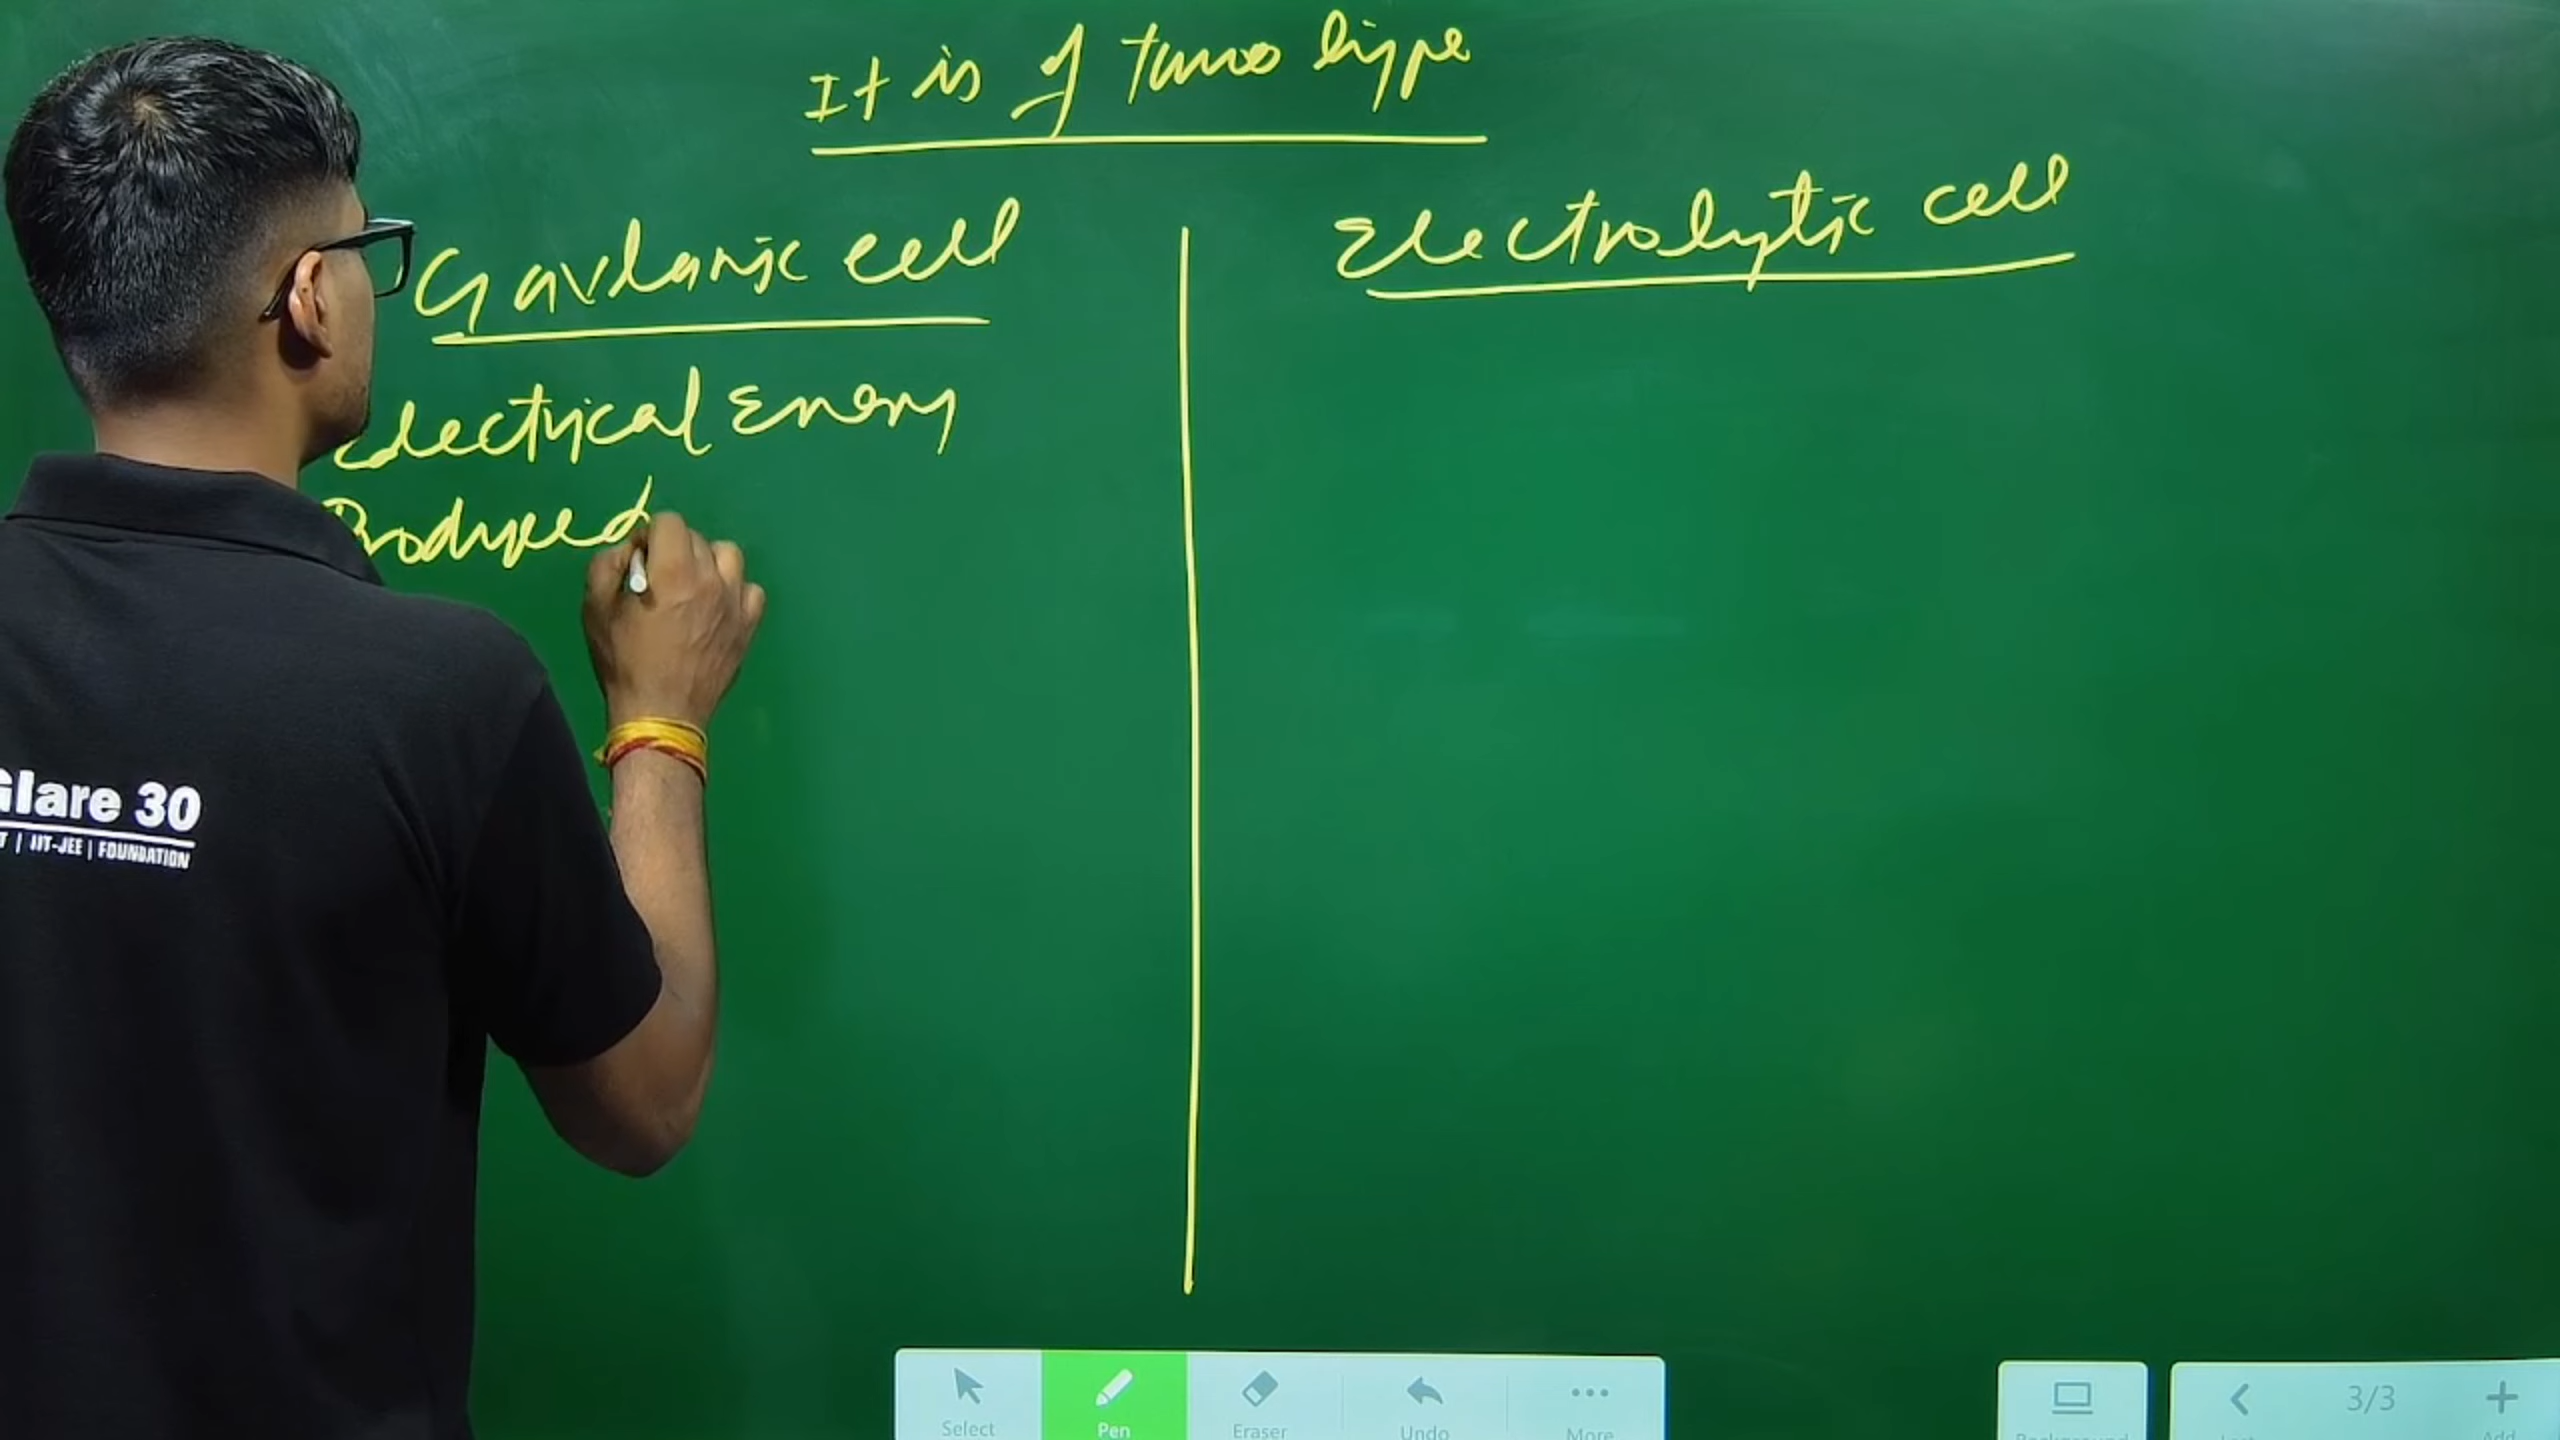 It is of two type
Gavlanic cell
Electrolytic cell
Electrical Energy
Produced
Glare 30
IIT-JEE | FOUNDATION
Select
Pen
Eraser
Undo
More
3/3